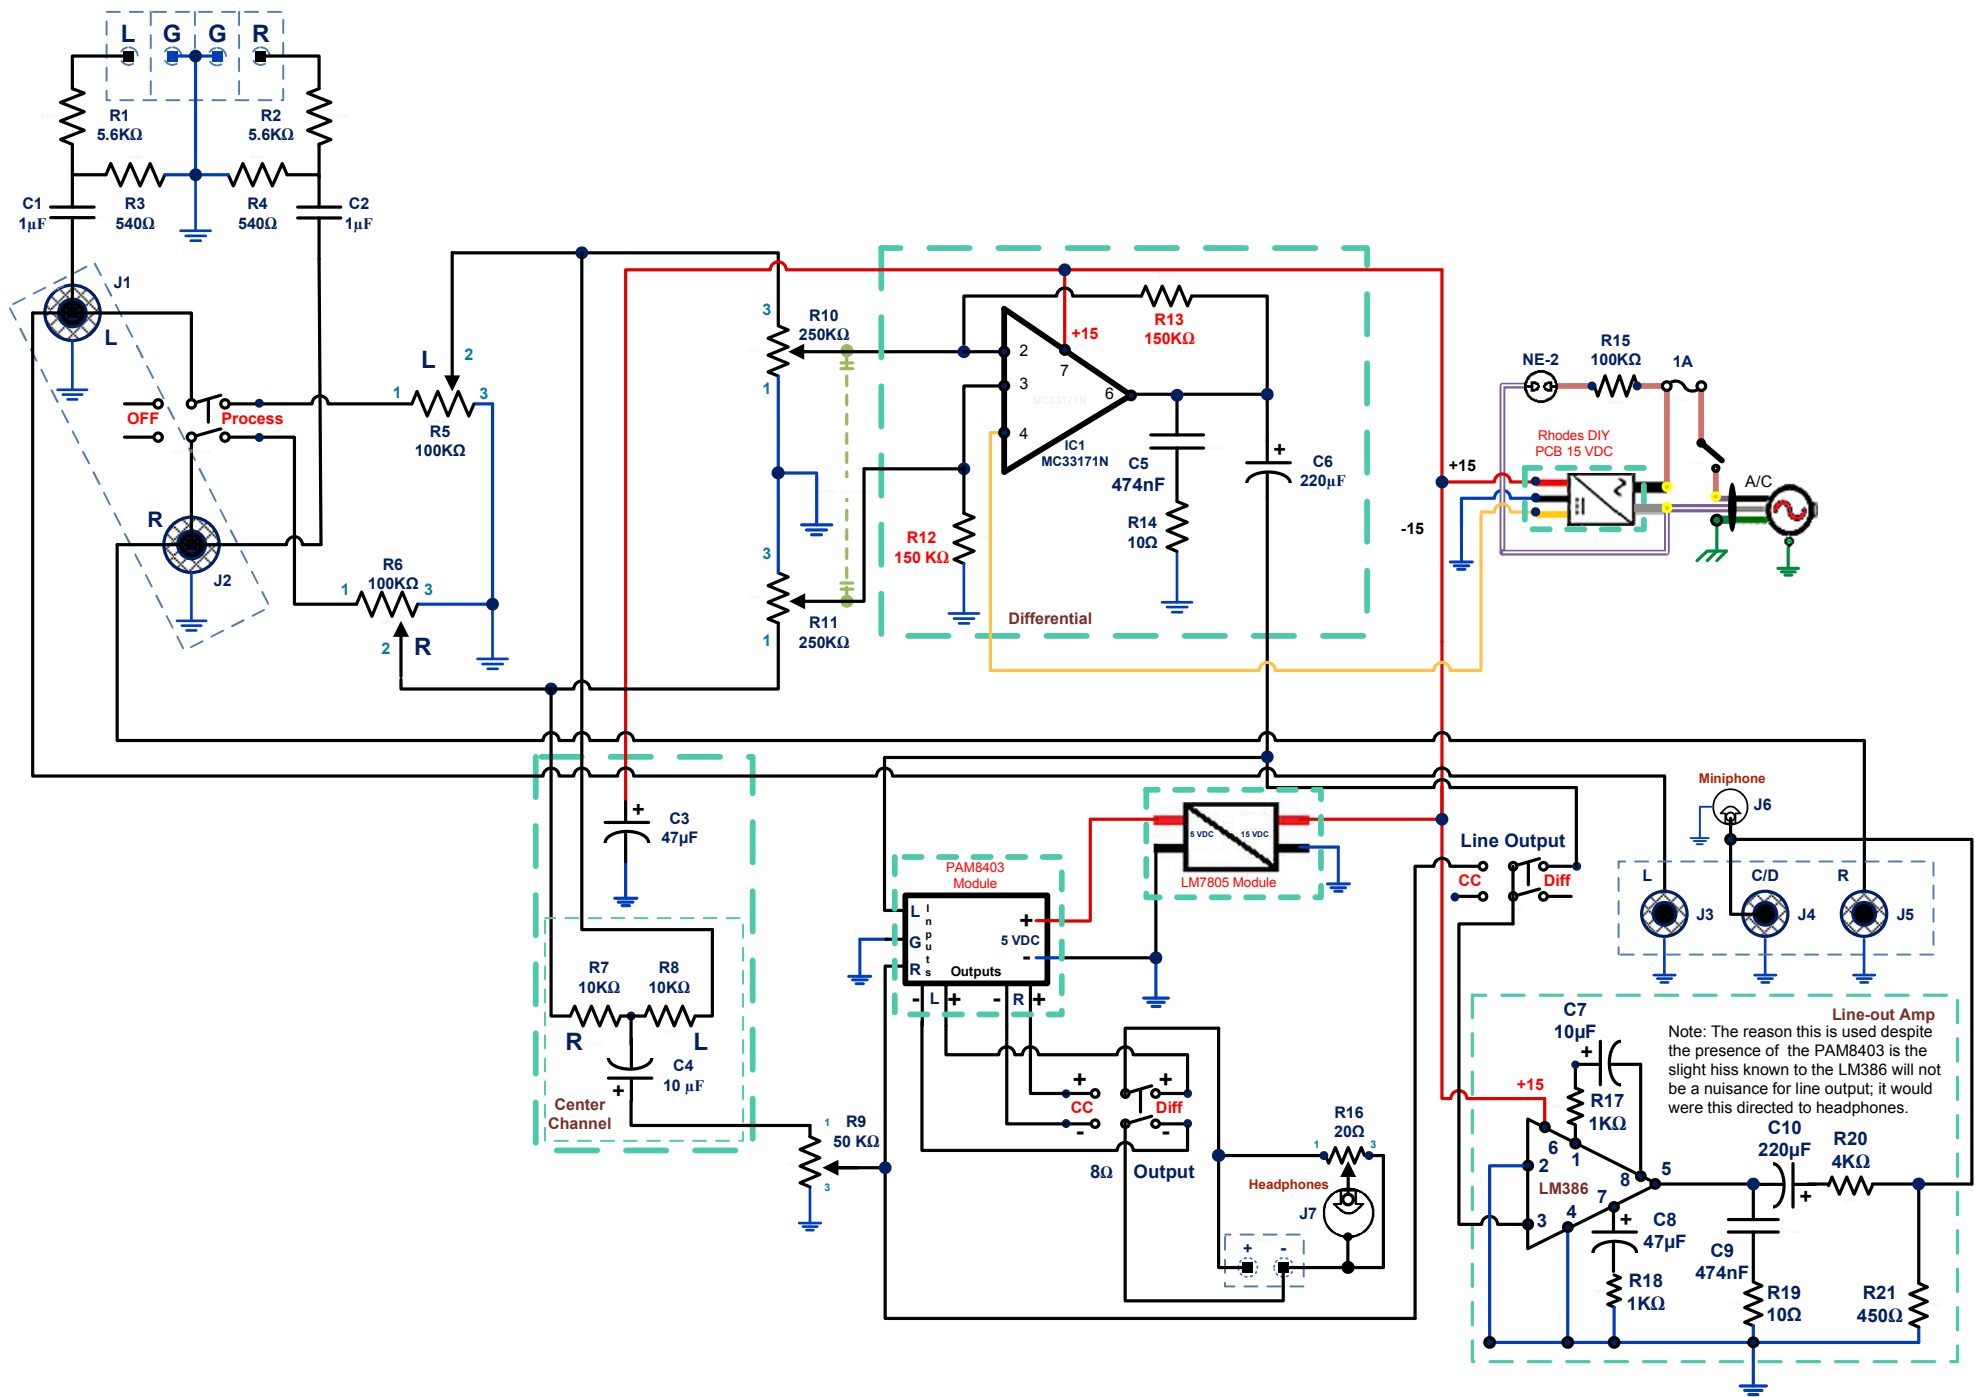 L G G R
R1
5.6KΩ
R2
5.6KΩ
C1
1µF
R3
540Ω
R4
540Ω
C2
1µF
J1
L
OFF
Process
R
J2
L
2
1
3
R5
100KΩ
R6
100KΩ
1
3
2
R
3
R10
250KΩ
1
3
R11
250KΩ
1
R13
150KΩ
+15
2
7
3
6
4
MC33171N
IC1
MC33171N
C5
474nF
C6
+
220µF
R12
150 KΩ
R14
10Ω
Differential
R15
100KΩ
NE-2
1A
Rhodes DIY
PCB 15 VDC
+15
-15
A/C
+
C3
47µF
R7
10KΩ
R8
10KΩ
R
L
C4
10 µF
+
Center
Channel
1
R9
50 KΩ
3
PAM8403
Module
L
G
R
Inputs
+
5 VDC
-
Outputs
- L +
- R +
5 VDC
15 VDC
LM7805 Module
+
CC
-
+
Diff
-
8Ω
Output
R16
20Ω
1
3
Headphones
J7
+ -
Line Output
CC
Diff
Miniphone
J6
L
C/D
R
J3
J4
J5
Line-out Amp
Note: The reason this is used despite
the presence of the PAM8403 is the
slight hiss known to the LM386 will not
be a nuisance for line output; it would
were this directed to headphones.
C7
10µF
+
+15
R17
1KΩ
6
1
2
LM386
8
5
7
3
4
+
C8
47µF
R18
1KΩ
C10
220µF
+
R20
4KΩ
C9
474nF
R19
10Ω
R21
450Ω